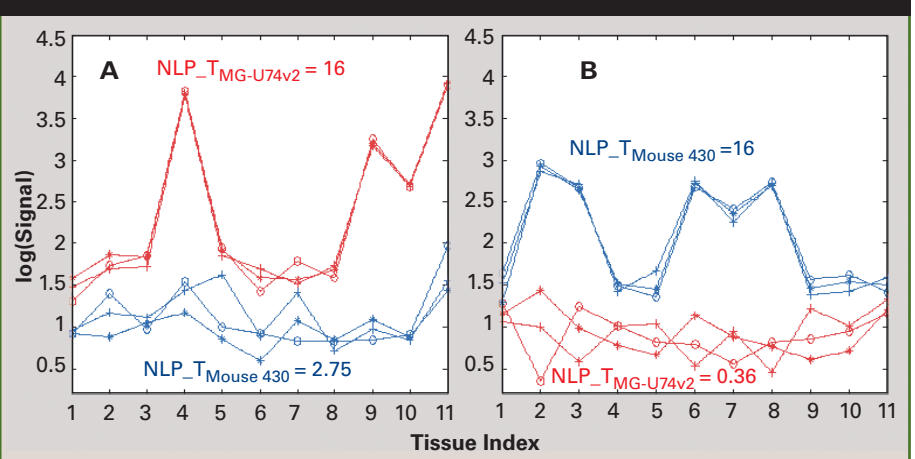 A
NLP_TMG-U74v2 = 16
NLP_TMouse 430 = 2.75
B
NLP_TMouse 430 =16
NLP_TMG-U74v2 = 0.36
log(Signal)
4.5
4
3.5
3
2.5
2
1.5
1
0.5
1 2 3 4 5 6 7 8 9 10 11
4.5
4
3.5
3
2.5
2
1.5
1
0.5
1 2 3 4 5 6 7 8 9 10 11
Tissue Index